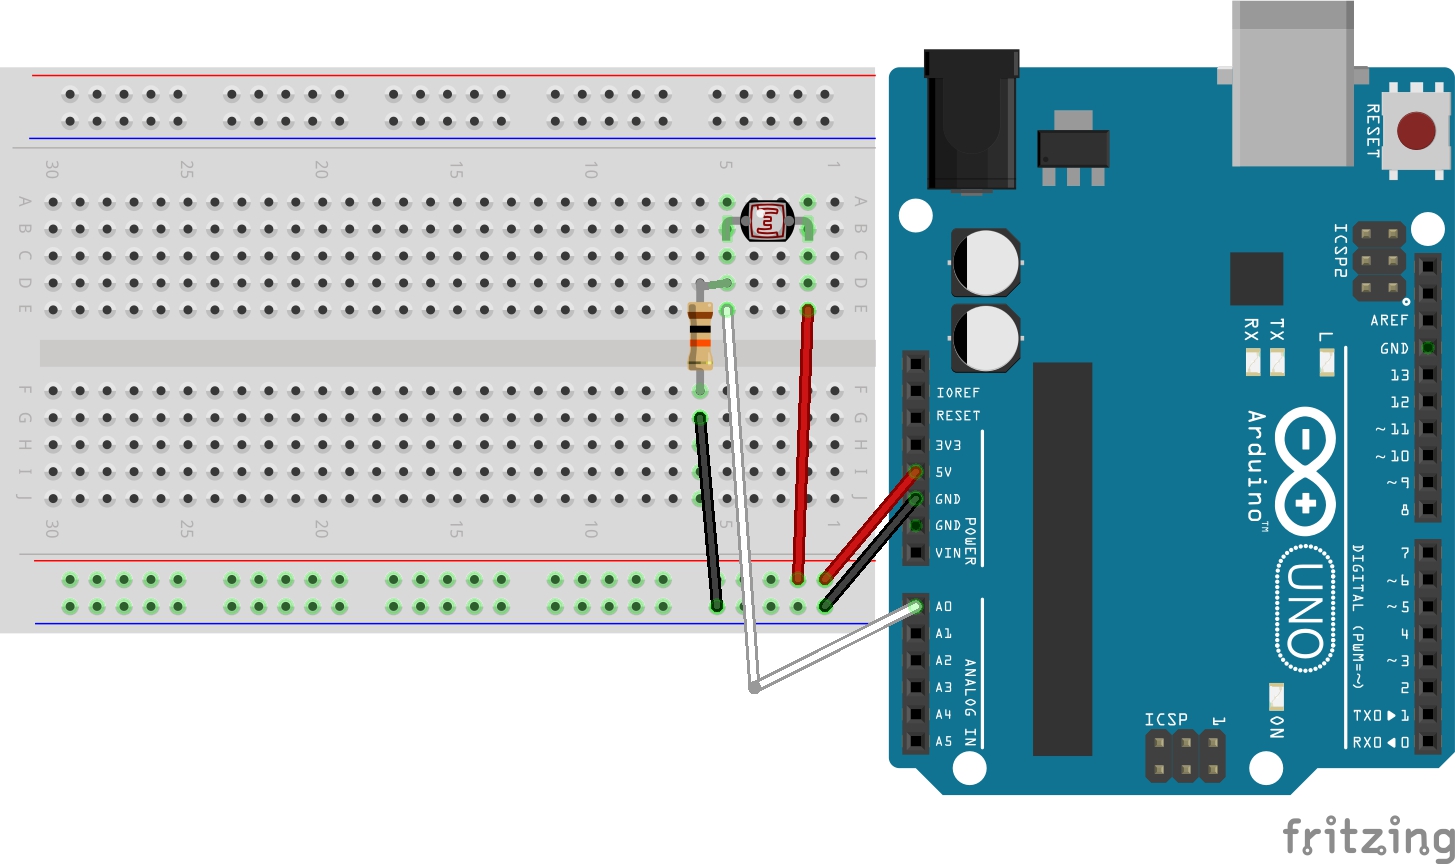 30 25 20 15 10 5 1
A A
B B
C C
D D
E E
F F
G G
H H
I I
J J
30 25 20 15 10 5 1
RESET
ICSP2
AREF
GND
13
12
~11
~10
~9
8
7
~6
~5
4
~3
2
TX0►1
RX0◄0
DIGITAL (PWM=~)
RX TX L
Arduino™
UNO
IOREF
RESET
3V3
5V
GND
GND
VIN
POWER
A0
A1
A2
A3
A4
A5
ANALOG IN
ICSP 1
ON
fritzing